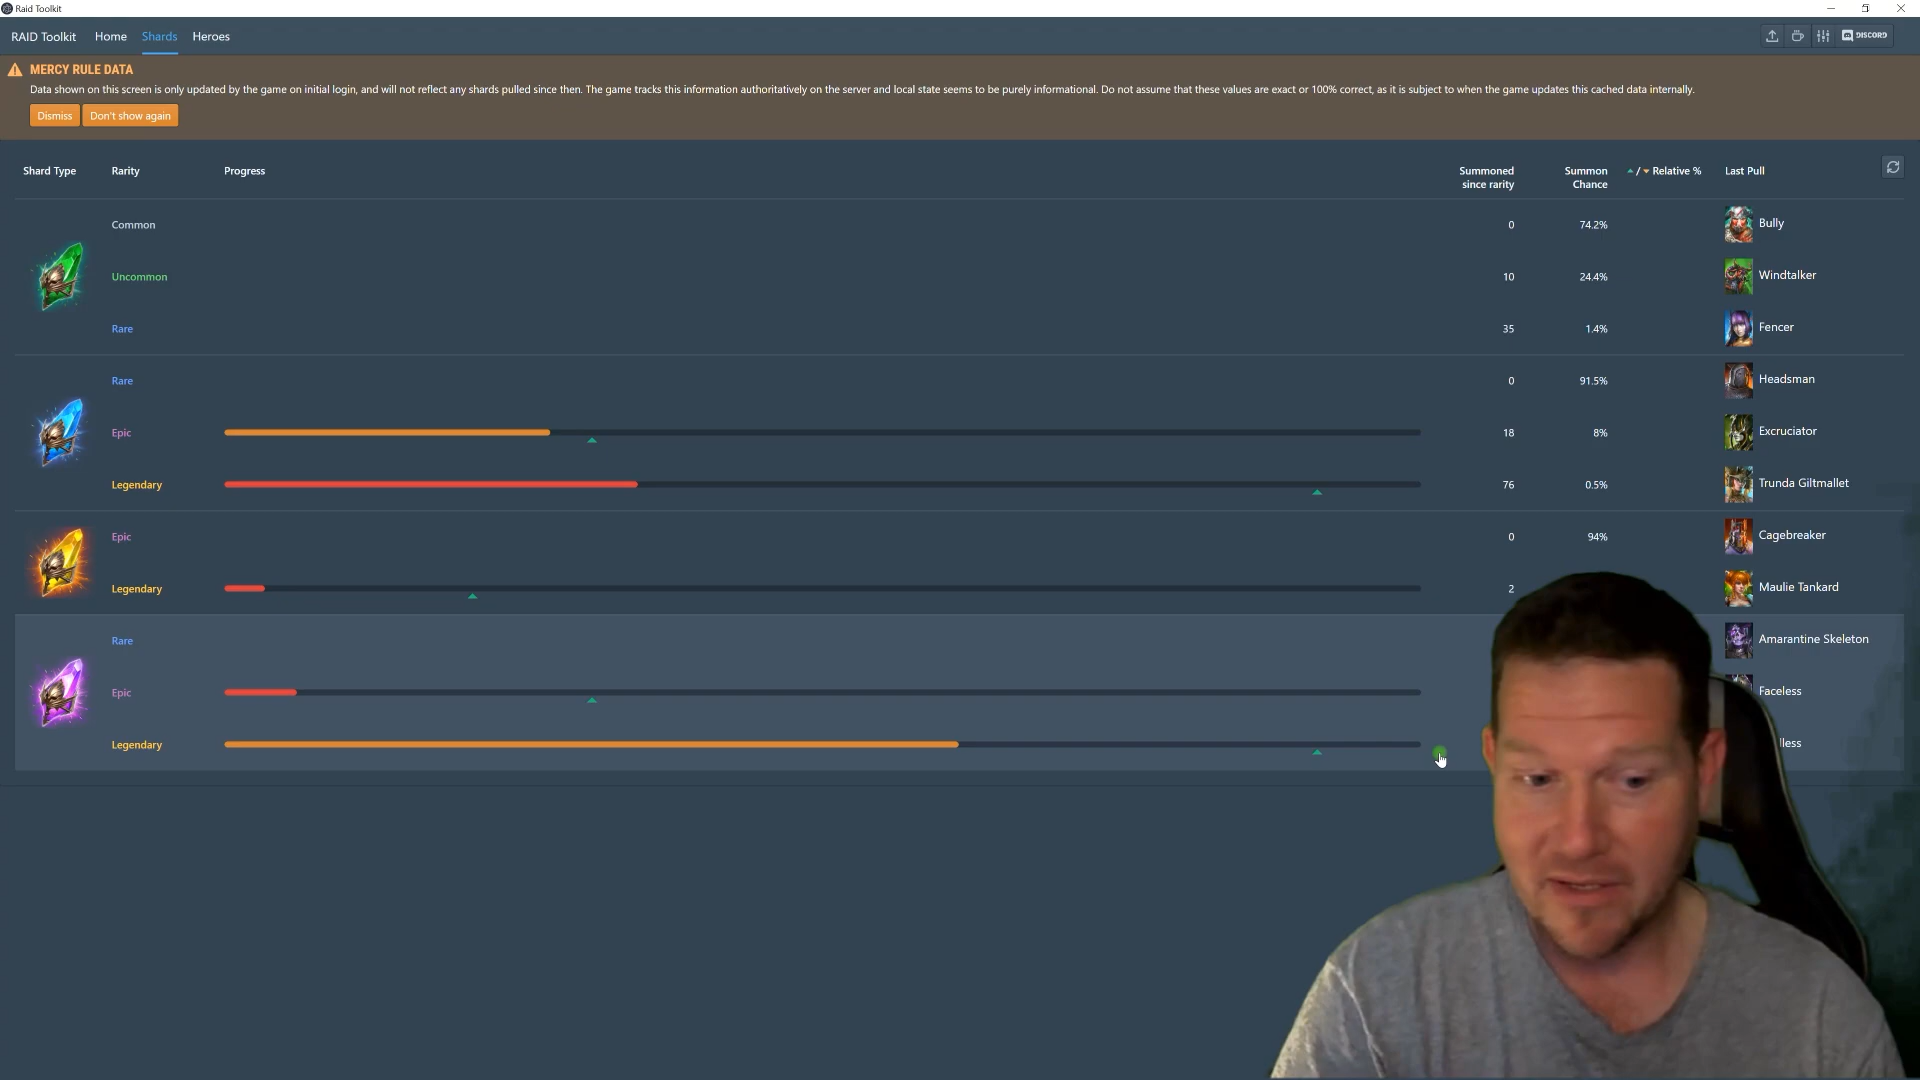 Raid Toolkit
RAID Toolkit Home Shards Heroes DISCORD
MERCY RULE DATA
Data shown on this screen is only updated by the game on initial login, and will not reflect any shards pulled since then. The game tracks this information authoritatively on the server and local state seems to be purely informational. Do not assume that these values are exact or 100% correct, as it is subject to when the game updates this cached data internally.
Dismiss Don't show again
Shard Type Rarity Progress Summoned since rarity Summon Chance / Relative % Last Pull
Common 0 74.2% Bully
Uncommon 10 24.4% Windtalker
Rare 35 1.4% Fencer
Rare 0 91.5% Headsman
Epic 18 8% Excruciator
Legendary 76 0.5% Trunda Giltmallet
Epic 0 94% Cagebreaker
Legendary 2 Maulie Tankard
Rare Amarantine Skeleton
Epic Faceless
Legendary lless